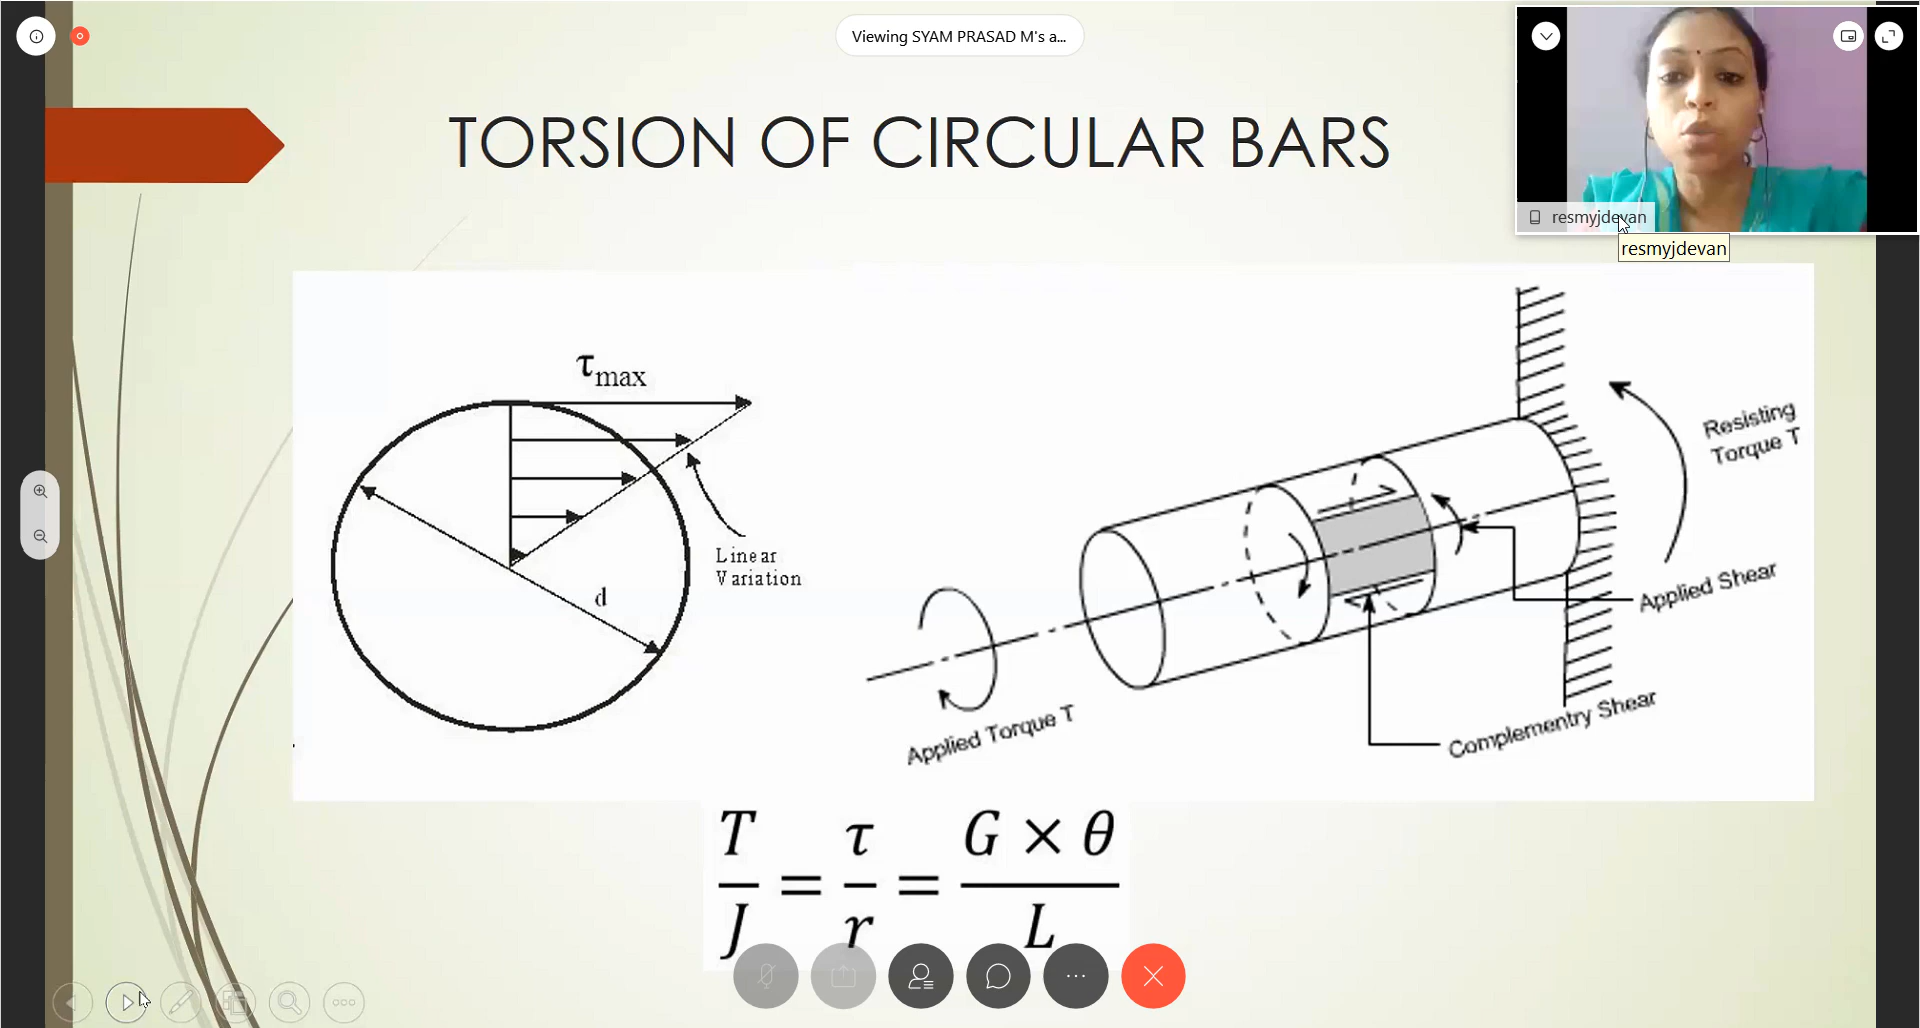 Viewing SYAM PRASAD M's a...
TORSION OF CIRCULAR BARS
resmyjdevan
resmyjdevan
τmax
Linear
Variation
d
Resisting
Torque T
Applied Shear
Complementry Shear
Applied Torque T
T/J = τ/r = G × θ/L